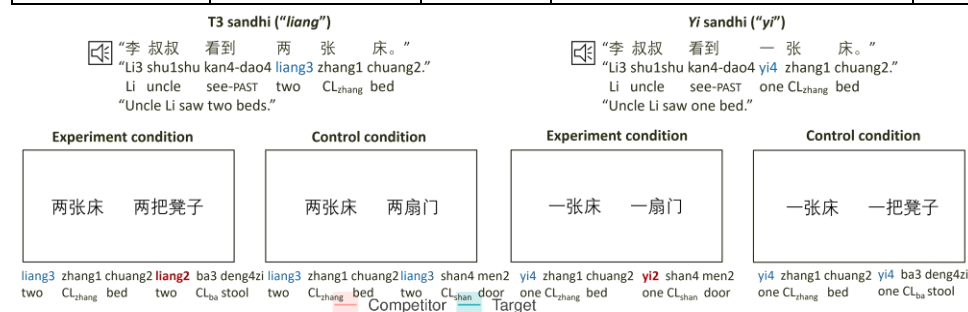 T3 sandhi ("liang")
"李 叔叔 看到 两 张 床。"
"Li3 shu1shu kan4-dao4 liang3 zhang1 chuang2."
Li uncle see-PAST two CLzhang bed
"Uncle Li saw two beds."
Yi sandhi ("yi")
"李 叔叔 看到 一 张 床。"
"Li3 shu1shu kan4-dao4 yi4 zhang1 chuang2."
Li uncle see-PAST one CLzhang bed
"Uncle Li saw one bed."
Experiment condition
两张床 两把凳子
liang3 zhang1 chuang2 liang2 ba3 deng4zi
two CLzhang bed two CLba stool
Control condition
两张床 两扇门
liang3 zhang1 chuang2 liang3 shan4 men2
two CLzhang bed two CLshan door
Experiment condition
一张床 一扇门
yi4 zhang1 chuang2 yi2 shan4 men2
one CLzhang bed one CLshan door
Control condition
一张床 一把凳子
yi4 zhang1 chuang2 yi4 ba3 deng4zi
one CLzhang bed one CLba stool
Competitor Target